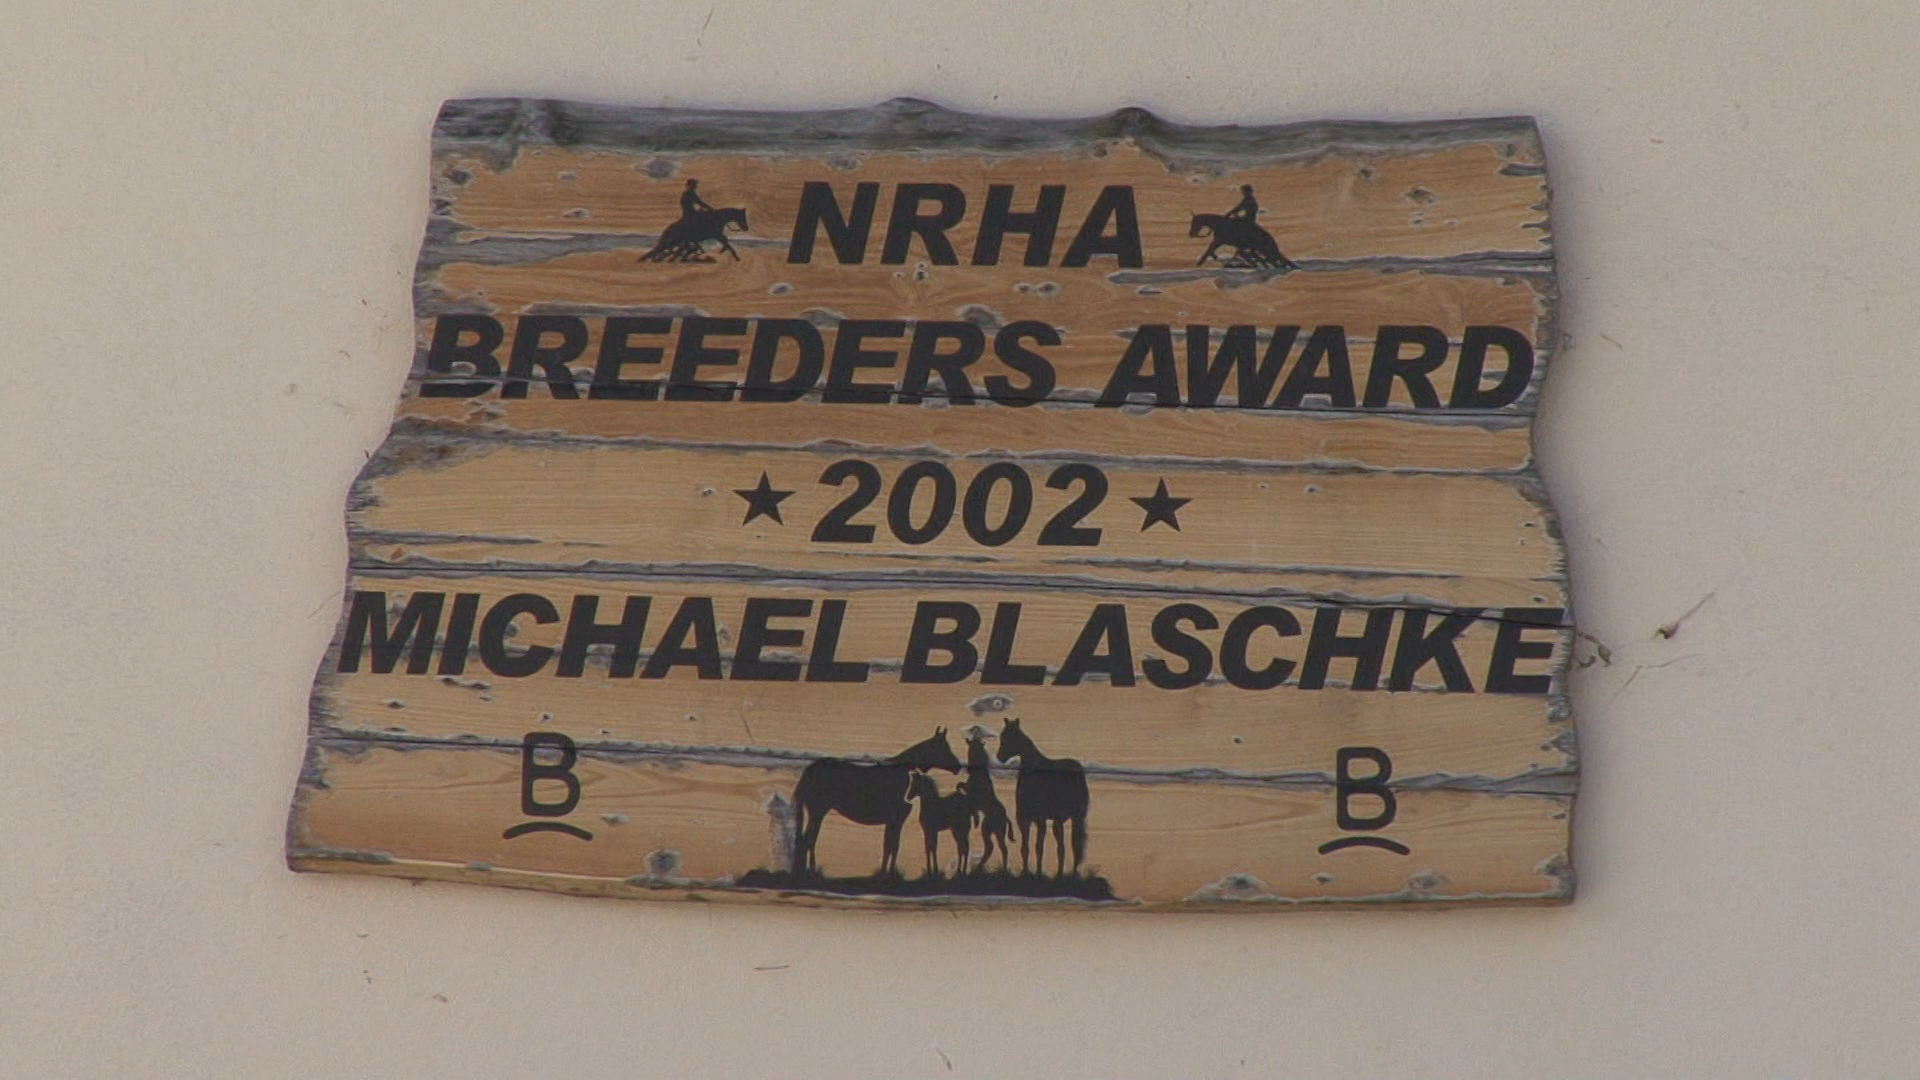 NRHA
BREEDERS AWARD
★2002★
MICHAEL BLASCHKE
B B